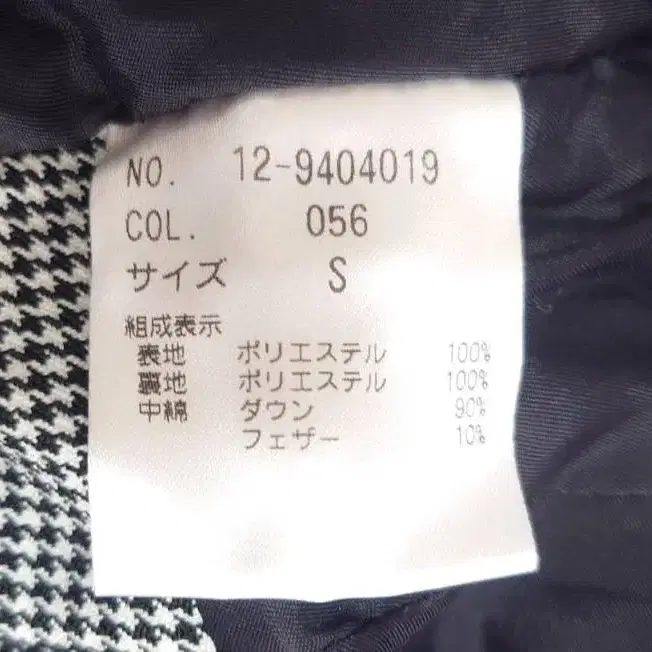 NO. 12-9404019
COL. 056
サイズ S
組成表示
表地 ポリエステル 100%
裏地 ポリエステル 100%
中綿 ダウン 90%
フェザー 10%